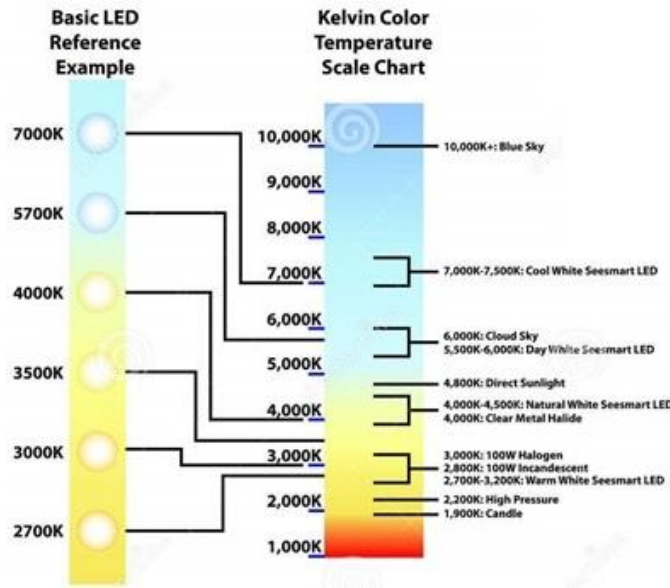 Basic LED
Reference
Example
Kelvin Color
Temperature
Scale Chart
7000K
5700K
4000K
3500K
3000K
2700K
10,000K
9,000K
8,000K
7,000K
6,000K
5,000K
4,000K
3,000K
2,000K
1,000K
10,000K+: Blue Sky
7,000K-7,500K: Cool White Seesmart LED
6,000K: Cloud Sky
5,500K-6,000K: Day White Seesmart LED
4,800K: Direct Sunlight
4,000K-4,500K: Natural White Seesmart LED
4,000K: Clear Metal Halide
3,000K: 100W Halogen
2,800K: 100W Incandescent
2,700K-3,200K: Warm White Seesmart LED
2,200K: High Pressure
1,900K: Candle